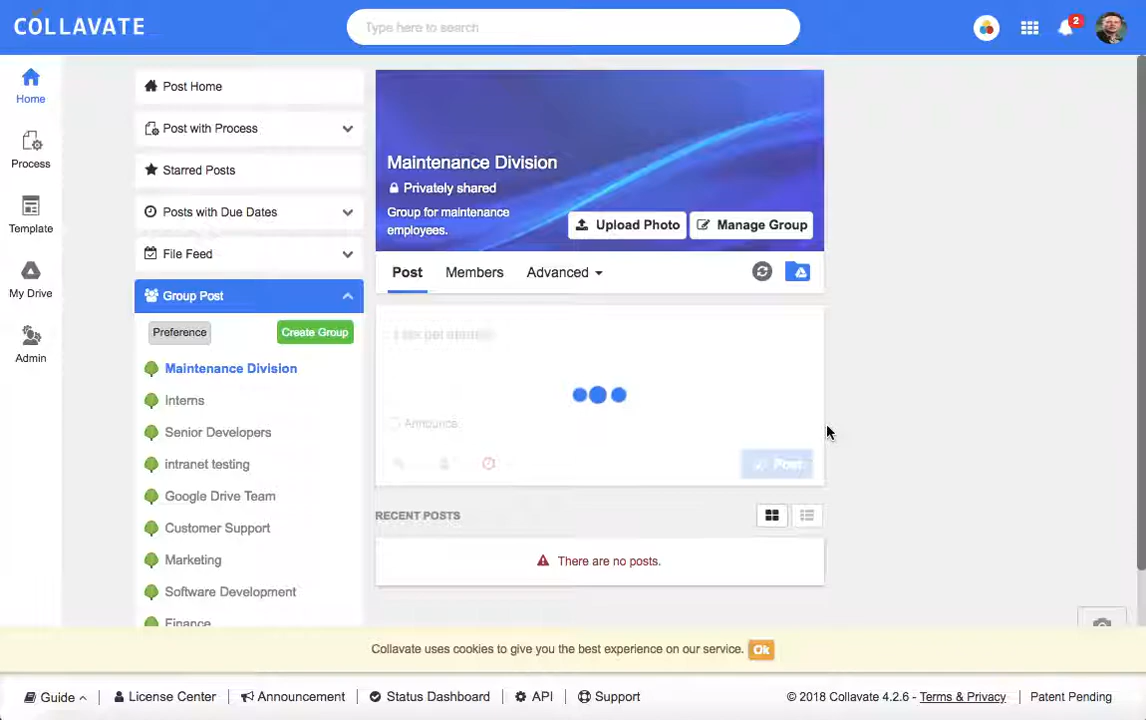 COLLAVATE
Type here to search
2
Home
Process
Template
My Drive
Admin
Post Home
Post with Process
Starred Posts
Posts with Due Dates
File Feed
Group Post
Preference
Create Group
Maintenance Division
Interns
Senior Developers
intranet testing
Google Drive Team
Customer Support
Marketing
Software Development
Finance
Maintenance Division
Privately shared
Group for maintenance
employees.
Upload Photo
Manage Group
Post
Members
Advanced
Announce
Post
RECENT POSTS
There are no posts.
Collavate uses cookies to give you the best experience on our service.
Ok
Guide
License Center
Announcement
Status Dashboard
API
Support
© 2018 Collavate 4.2.6 - Terms & Privacy
Patent Pending